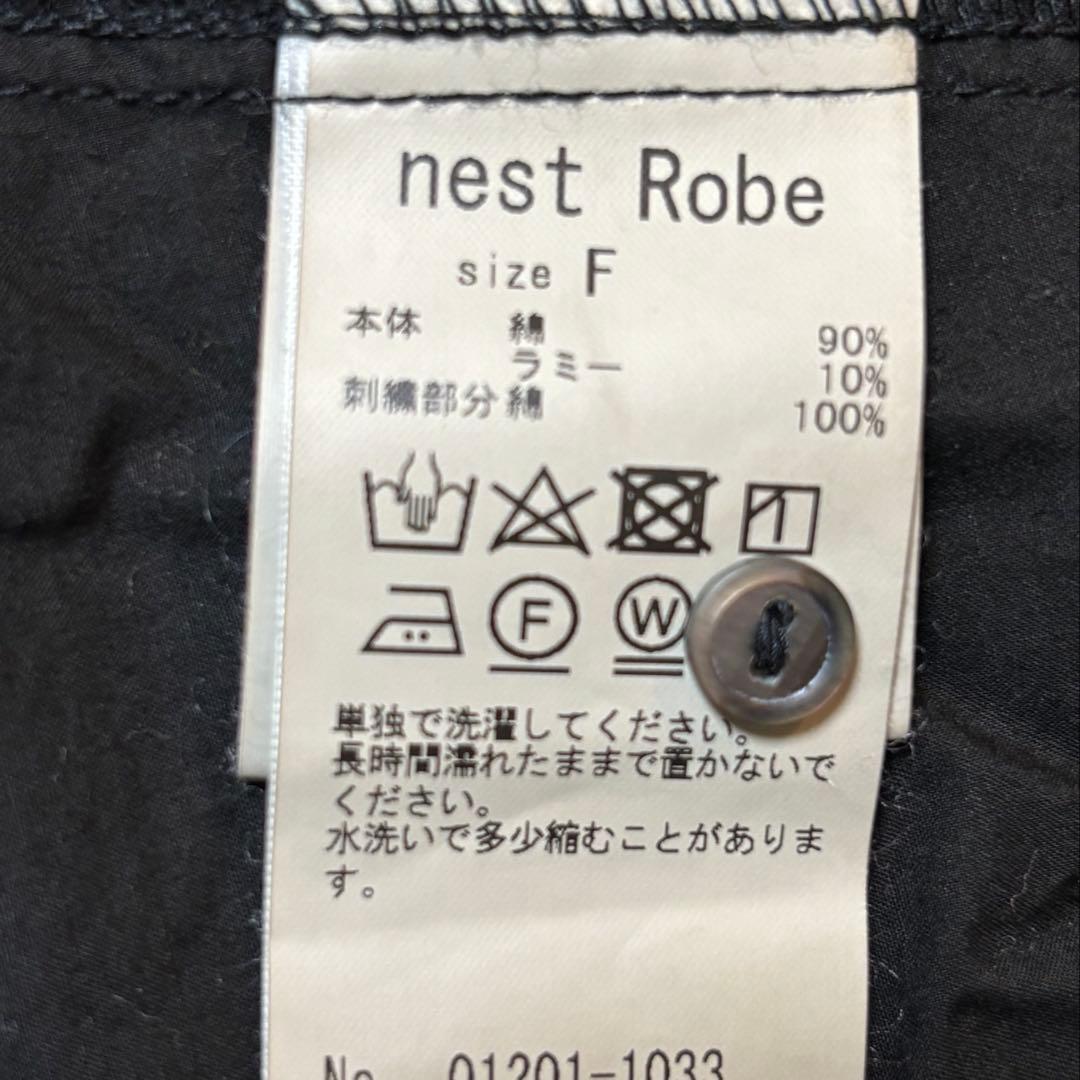 nest Robe
size F
本体 綿 90%
ラミー 10%
刺繍部分 綿 100%
F W
単独で洗濯してください。
長時間濡れたままで置かないで
ください。
水洗いで多少縮むことがありま
す。
No. 01201-1033